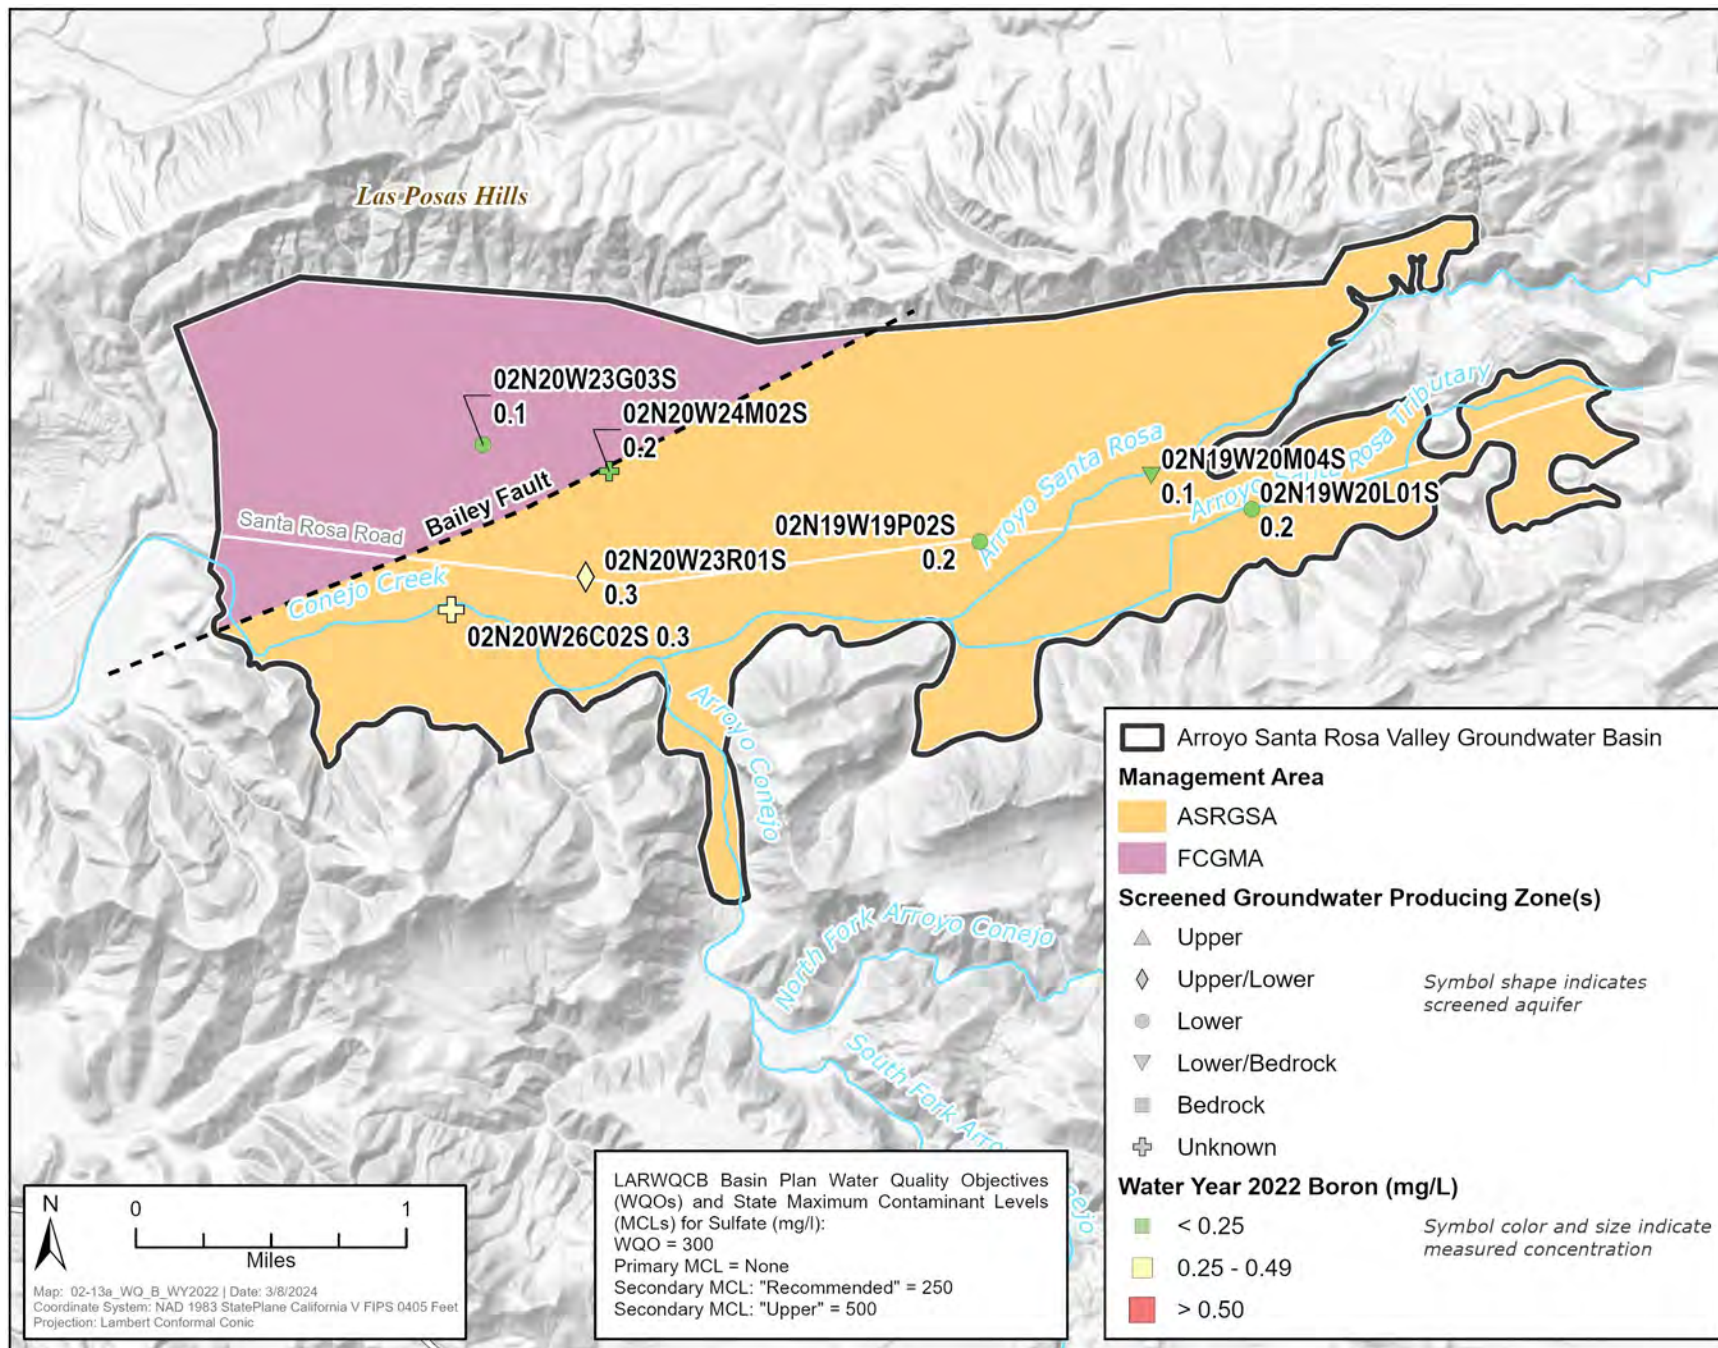 Las Posas Hills
02N20W23G03S
0.1
02N20W24M02S
0.2
Bailey Fault
Santa Rosa Road
Conejo Creek
02N20W23R01S
0.3
02N20W26C02S 0.3
02N19W19P02S
0.2
Arroyo Santa Rosa
02N19W20M04S
0.1
Arroyo Santa Rosa Tributary
02N19W20L01S
0.2
Arroyo Conejo
North Fork Arroyo Conejo
South Fork Arro
nejo
Arroyo Santa Rosa Valley Groundwater Basin
Management Area
ASRGSA
FCGMA
Screened Groundwater Producing Zone(s)
Upper
Upper/Lower
Lower
Lower/Bedrock
Bedrock
Unknown
Symbol shape indicates
screened aquifer
Water Year 2022 Boron (mg/L)
< 0.25
0.25 - 0.49
> 0.50
Symbol color and size indicate
measured concentration
LARWQCB Basin Plan Water Quality Objectives
(WQOs) and State Maximum Contaminant Levels
(MCLs) for Sulfate (mg/l):
WQO = 300
Primary MCL = None
Secondary MCL: "Recommended" = 250
Secondary MCL: "Upper" = 500
N
0 1
Miles
Map: 02-13a_WQ_B_WY2022 | Date: 3/8/2024
Coordinate System: NAD 1983 StatePlane California V FIPS 0405 Feet
Projection: Lambert Conformal Conic